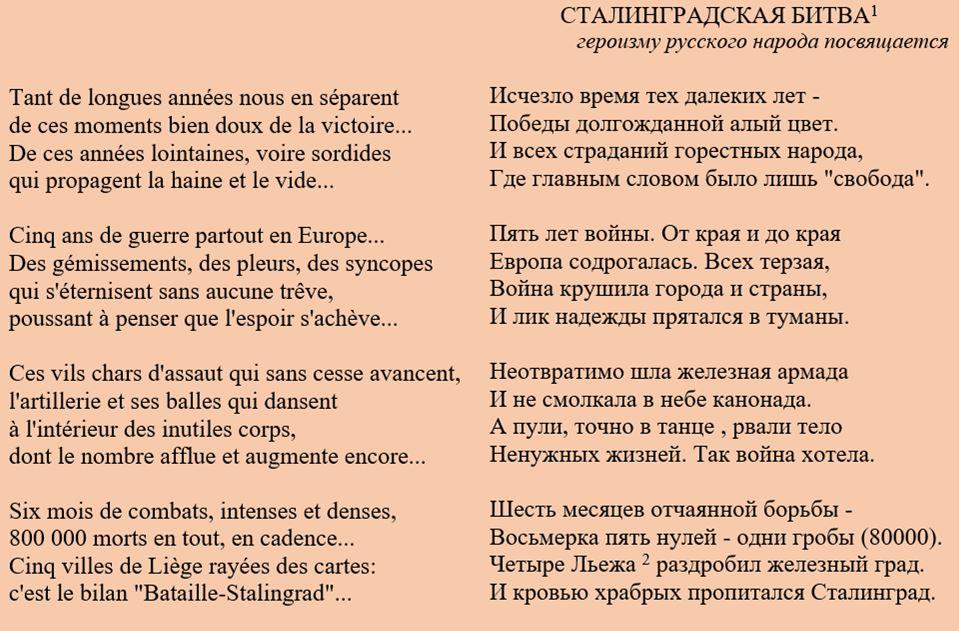 СТАЛИНГРАДСКАЯ БИТВА¹
героизму русского народа посвящается
Tant de longues années nous en séparent
de ces moments bien doux de la victoire...
De ces années lointaines, voire sordides
qui propagent la haine et le vide...
Cinq ans de guerre partout en Europe...
Des gémissements, des pleurs, des syncopes
qui s'éternisent sans aucune trêve,
poussant à penser que l'espoir s'achève...
Ces vils chars d'assaut qui sans cesse avancent,
l'artillerie et ses balles qui dansent
à l'intérieur des inutiles corps,
dont le nombre afflue et augmente encore...
Six mois de combats, intenses et denses,
800 000 morts en tout, en cadence...
Cinq villes de Liège rayées des cartes:
c'est le bilan "Bataille-Stalingrad"...
Исчезло время тех далеких лет -
Победы долгожданной алый цвет.
И всех страданий горестных народа,
Где главным словом было лишь "свобода".
Пять лет войны. От края и до края
Европа содрогалась. Всех терзая,
Война крушила города и страны,
И лик надежды прятался в туманы.
Неотвратимо шла железная армада
И не смолкала в небе канонада.
А пули, точно в танце , рвали тело
Ненужных жизней. Так война хотела.
Шесть месяцев отчаянной борьбы -
Восьмерка пять нулей - одни гробы (80000).
Четыре Льежа ² раздробил железный град.
И кровью храбрых пропитался Сталинград.